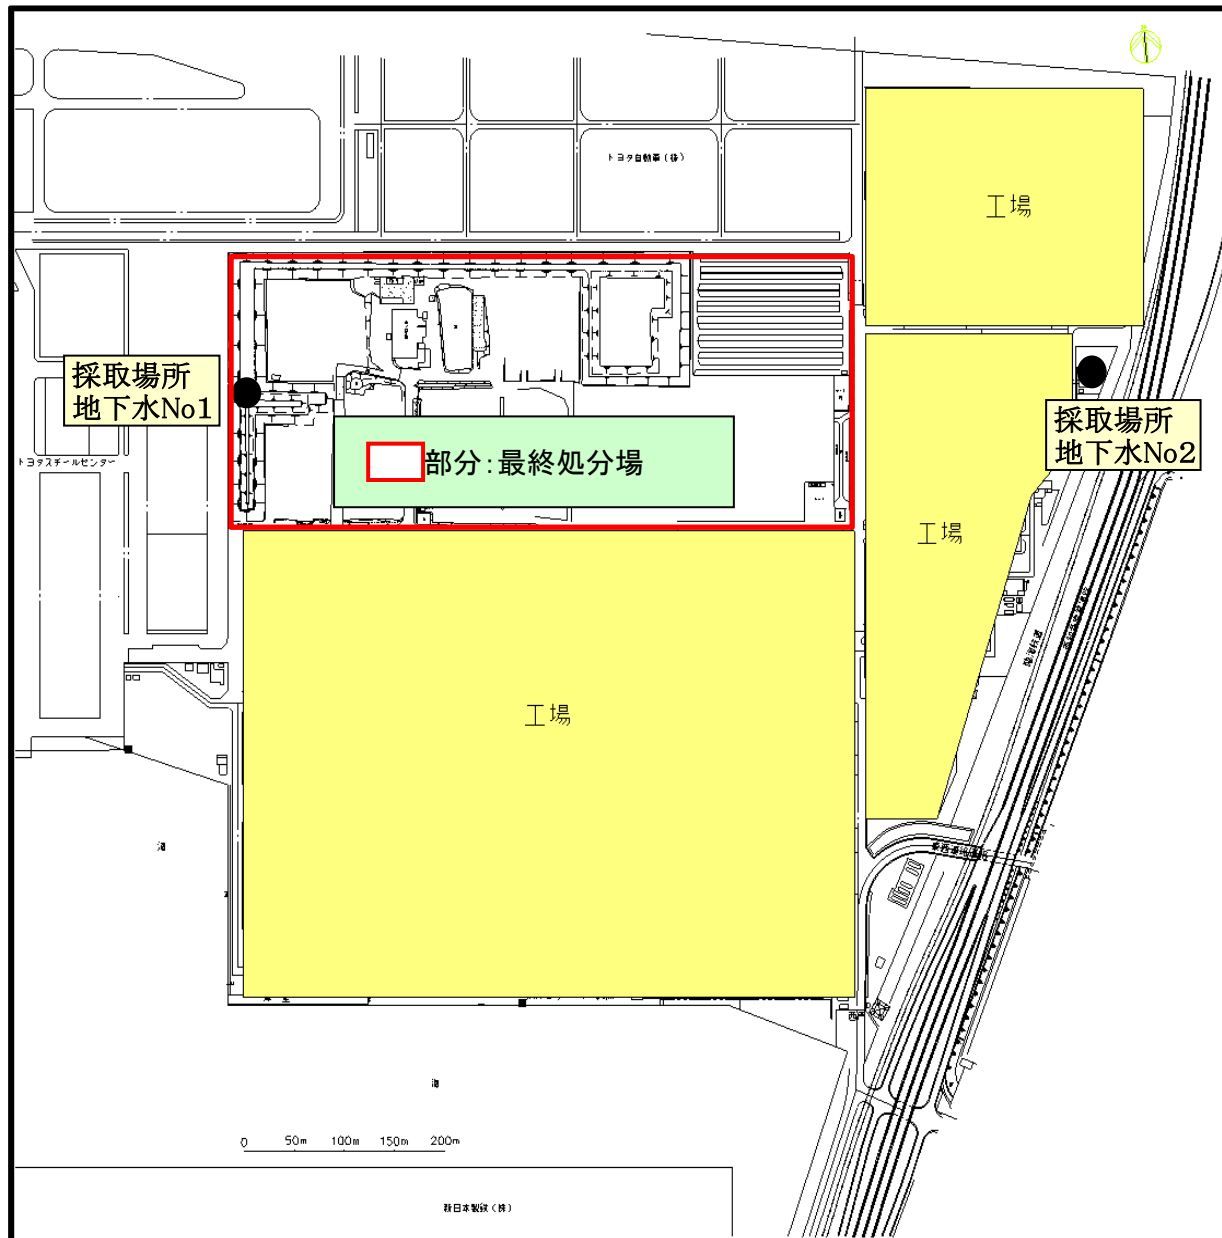 トヨタ自動車(株)
工場
採取場所
地下水No1
採取場所
地下水No2
トヨタスチールセンター
部分:最終処分場
工場
工場
海
海
0 50m 100m 150m 200m
新日本製鉄(株)